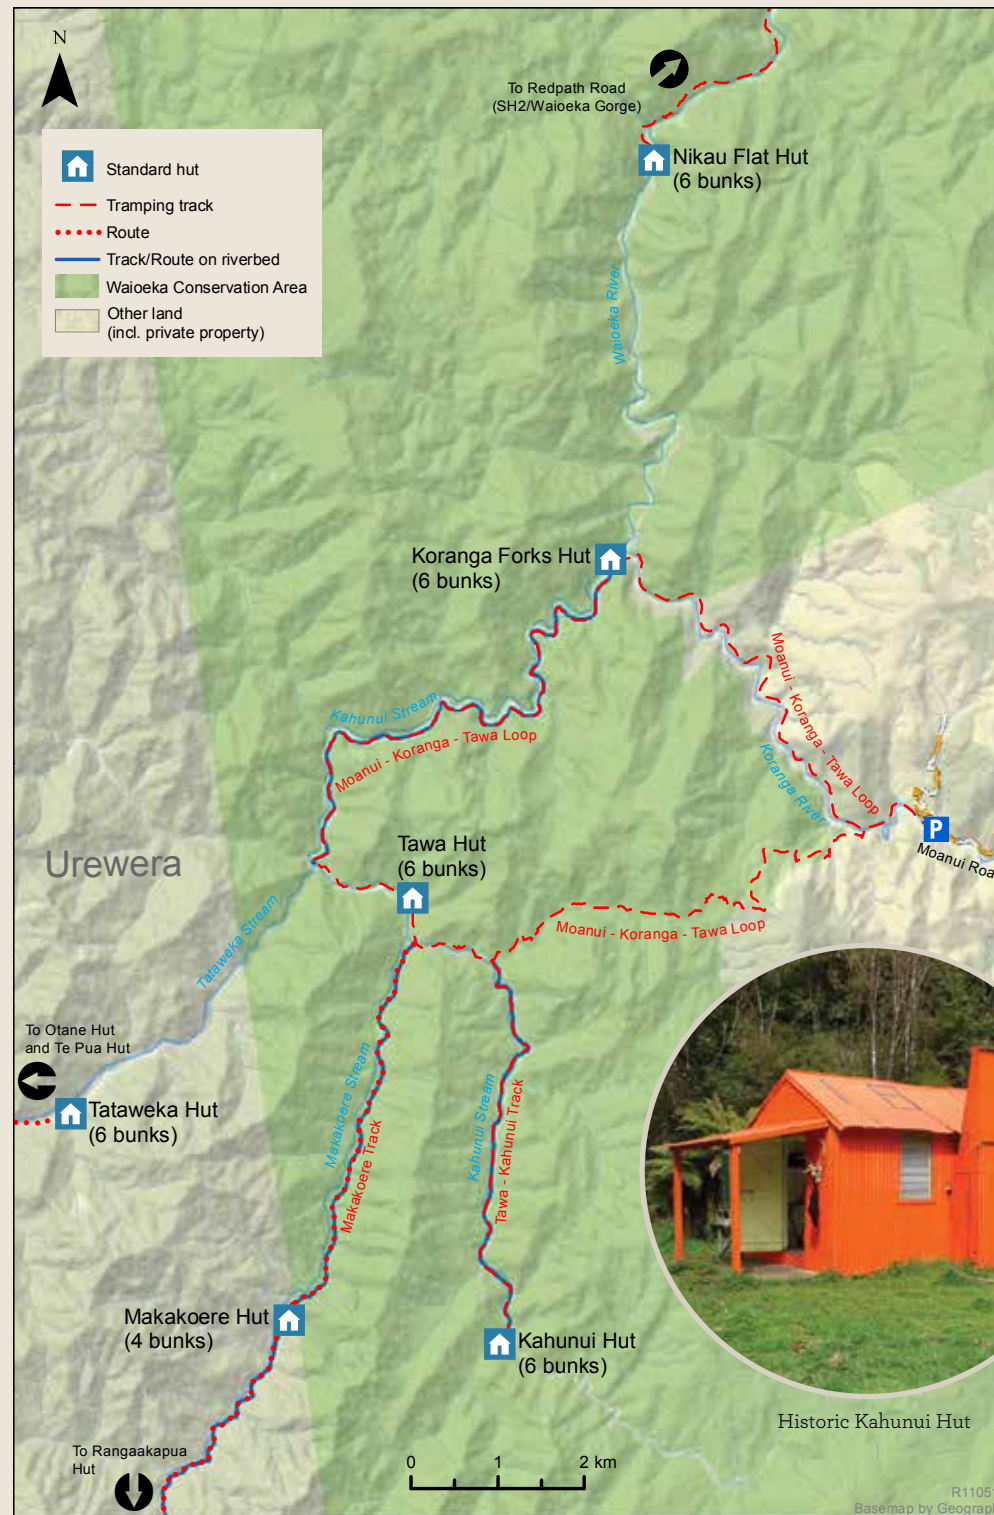 N
To Redpath Road
(SH2/Waioeka Gorge)
Standard hut
Tramping track
Route
Track/Route on riverbed
Waioeka Conservation Area
Other land
(incl. private property)
Nikau Flat Hut
(6 bunks)
Waioeka River
Koranga Forks Hut
(6 bunks)
Moanui - Koranga - Tawa Loop
Kahunui Stream
Moanui - Koranga - Tawa Loop
Koranga River
P
Moanui Roa
Tawa Hut
(6 bunks)
Urewera
Tataweka Stream
Moanui - Koranga - Tawa Loop
To Otane Hut
and Te Pua Hut
Tataweka Hut
(6 bunks)
Makakoere Stream
Makakoere Track
Kahunui Stream
Tawa - Kahunui Track
Makakoere Hut
(4 bunks)
Kahunui Hut
(6 bunks)
Historic Kahunui Hut
To Rangaakapua
Hut
0 1 2 km
R1105
Basemap by Geograp